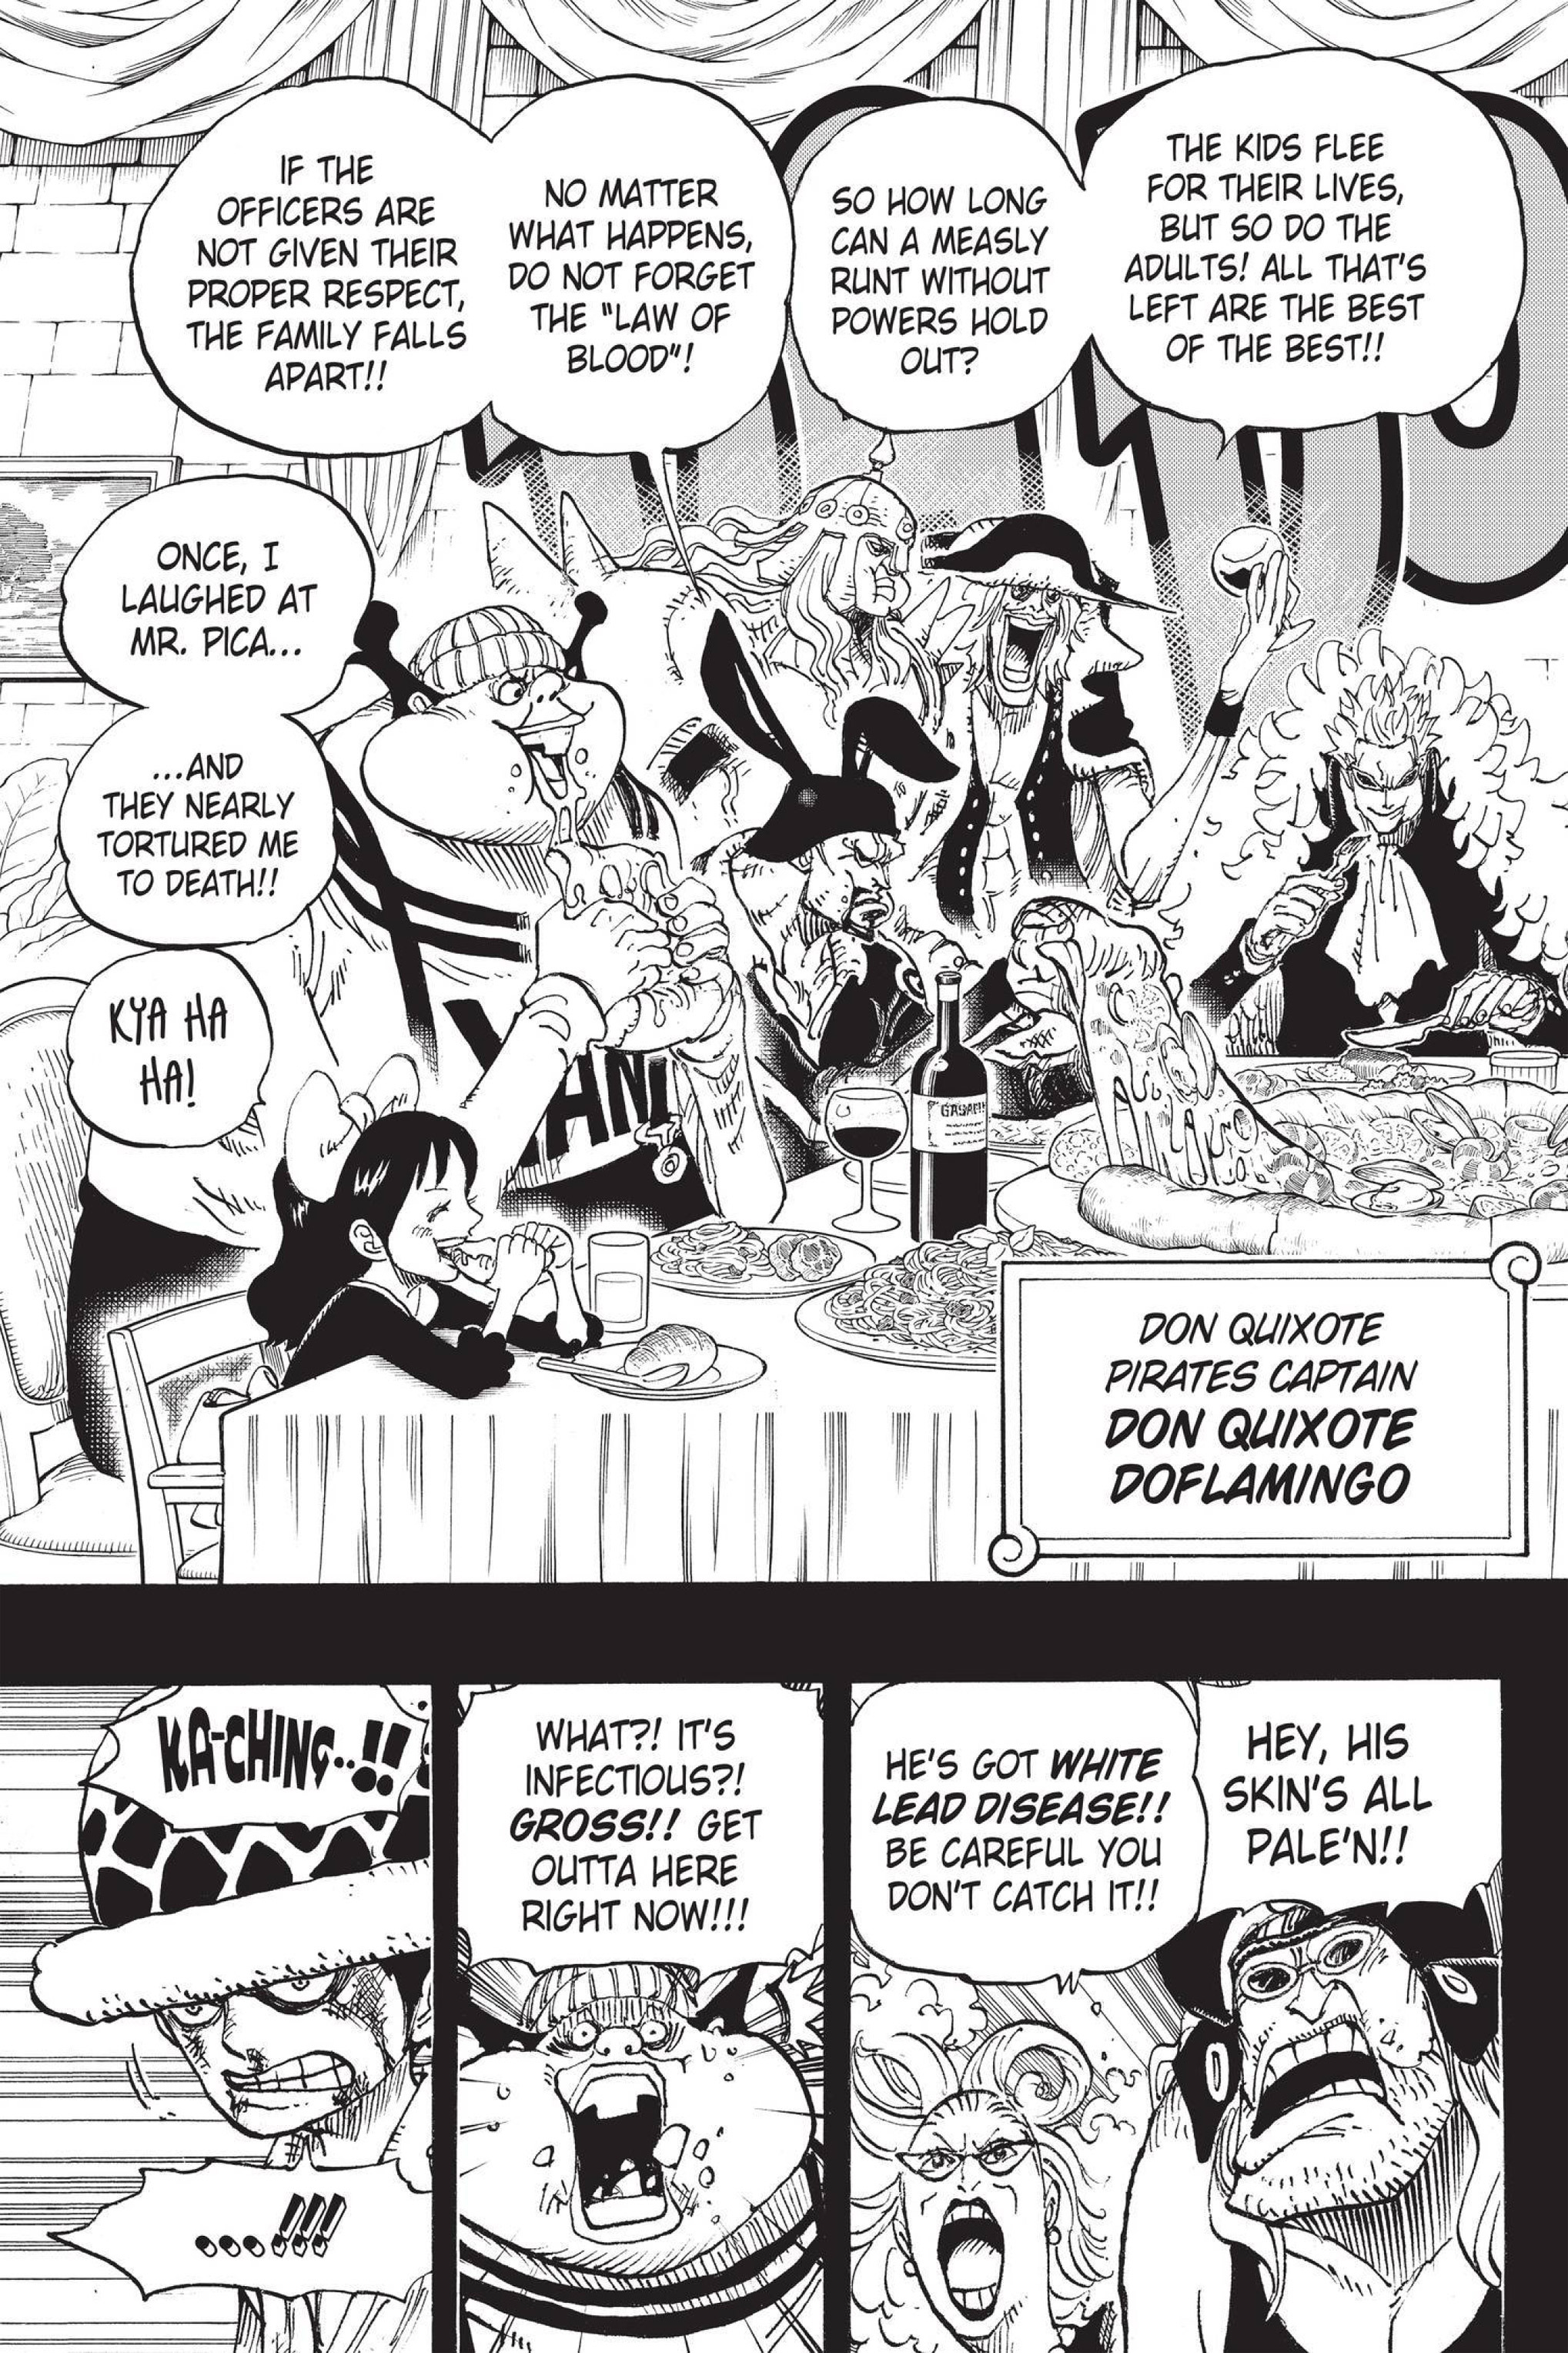 THE KIDS FLEE
FOR THEIR LIVES,
BUT SO DO THE
ADULTS! ALL THAT'S
LEFT ARE THE BEST
OF THE BEST!!
SO HOW LONG
CAN A MEASLY
RUNT WITHOUT
POWERS HOLD
OUT?
NO MATTER
WHAT HAPPENS,
DO NOT FORGET
THE "LAW OF
BLOOD"!
IF THE
OFFICERS ARE
NOT GIVEN THEIR
PROPER RESPECT,
THE FAMILY FALLS
APART!!
ONCE, I
LAUGHED AT
MR. PICA...
...AND
THEY NEARLY
TORTURED ME
TO DEATH!!
KYA HA
HA!
DON QUIXOTE
PIRATES CAPTAIN
DON QUIXOTE
DOFLAMINGO
HEY, HIS
SKIN'S ALL
PALE'N!!
HE'S GOT WHITE
LEAD DISEASE!!
BE CAREFUL YOU
DON'T CATCH IT!!
WHAT?! IT'S
INFECTIOUS?!
GROSS!! GET
OUTTA HERE
RIGHT NOW!!!
KA-CHING..!!
...!!!